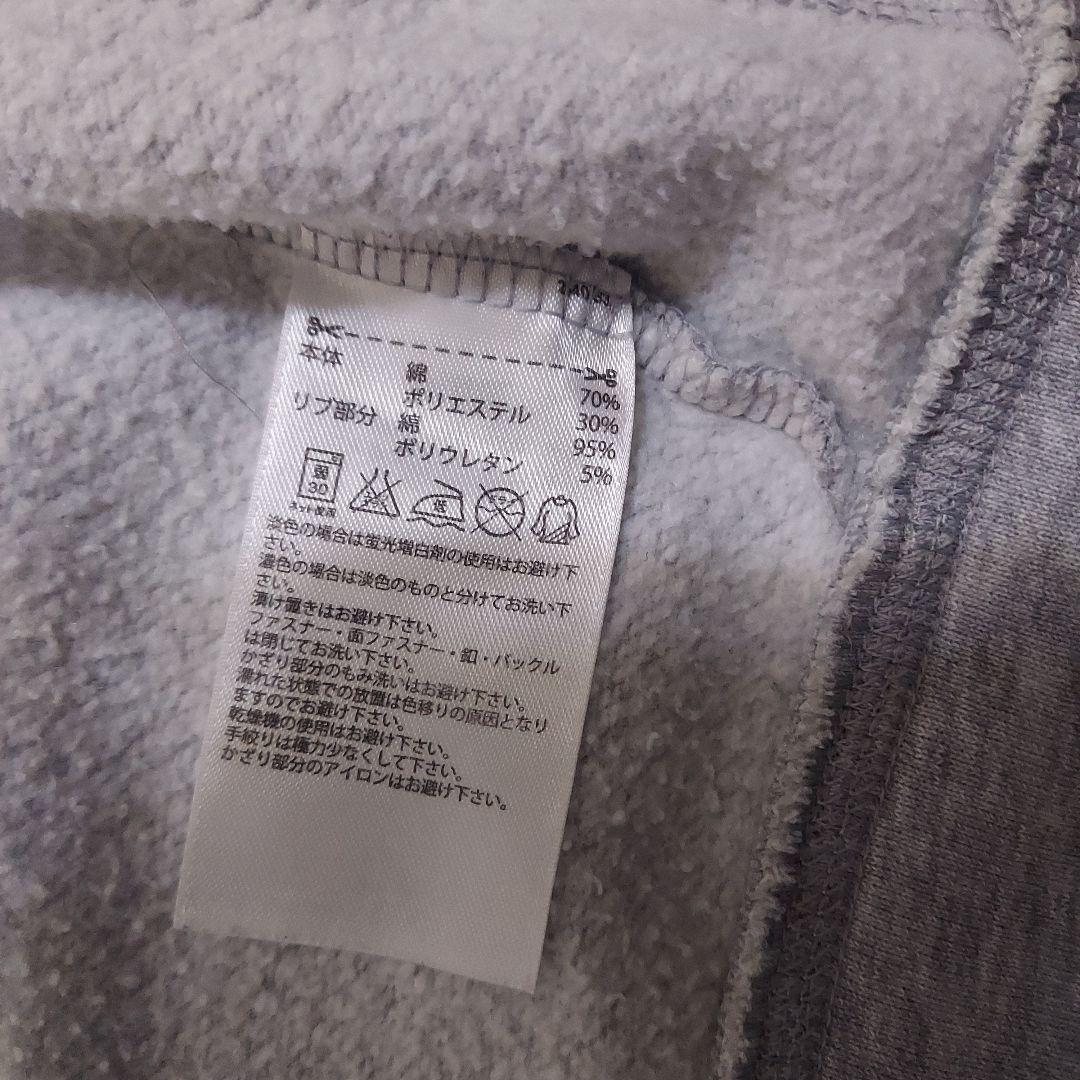 本体 綿 70%
ポリエステル 30%
リブ部分 綿 95%
ポリウレタン 5%
弱
30
ネット使用
低
淡色の場合は蛍光増白剤の使用はお避け下
さい。
濃色の場合は淡色のものと分けてお洗い下
さい。
漬け置きはお避け下さい。
ファスナー・面ファスナー・釦・バックル
は閉じてお洗い下さい。
かざり部分のもみ洗いはお避け下さい。
濡れた状態での放置は色移りの原因となり
ますのでお避け下さい。
乾燥機の使用はお避け下さい。
手絞りは極力少なくして下さい。
かざり部分のアイロンはお避け下さい。